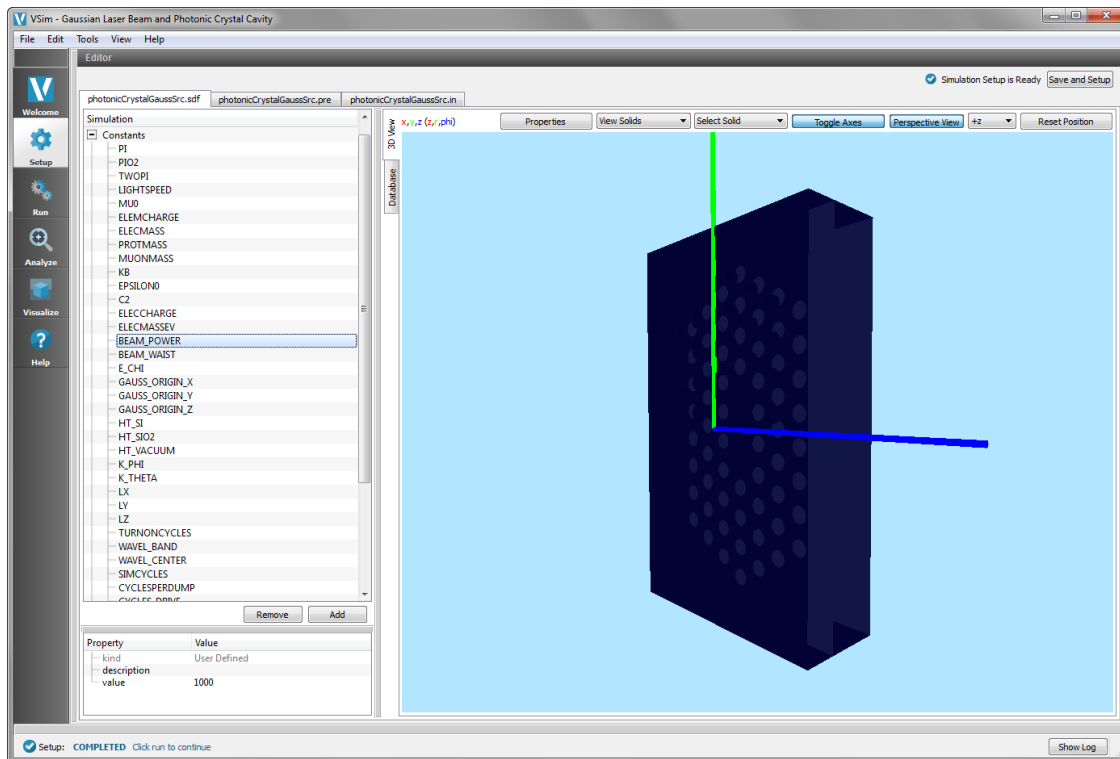 VSim - Gaussian Laser Beam and Photonic Crystal Cavity
File Edit Tools View Help
Editor
Simulation Setup is Ready Save and Setup
photonicCrystalGaussSrc.sdf photonicCrystalGaussSrc.pre photonicCrystalGaussSrc.in
Welcome
Setup
Run
Analyze
Visualize
Help
Simulation
Constants
PI
PIO2
TWOPI
LIGHTSPEED
MU0
ELEMCHARGE
ELECMASS
PROTMASS
MUONMASS
KB
EPSILON0
C2
ELECCHARGE
ELECMASSEV
BEAM_POWER
BEAM_WAIST
E_CHI
GAUSS_ORIGIN_X
GAUSS_ORIGIN_Y
GAUSS_ORIGIN_Z
HT_SI
HT_SIO2
HT_VACUUM
K_PHI
K_THETA
LX
LY
LZ
TURNONCYCLES
WAVEL_BAND
WAVEL_CENTER
SIMCYCLES
CYCLESPERDUMP
CYCLES_DRIVE
Remove Add
Property Value
kind User Defined
description
value 1000
3D View
Database
x,y,z (z,r,phi) Properties View Solids Select Solid Toggle Axes Perspective View +z Reset Position
Setup: COMPLETED Click run to continue
Show Log